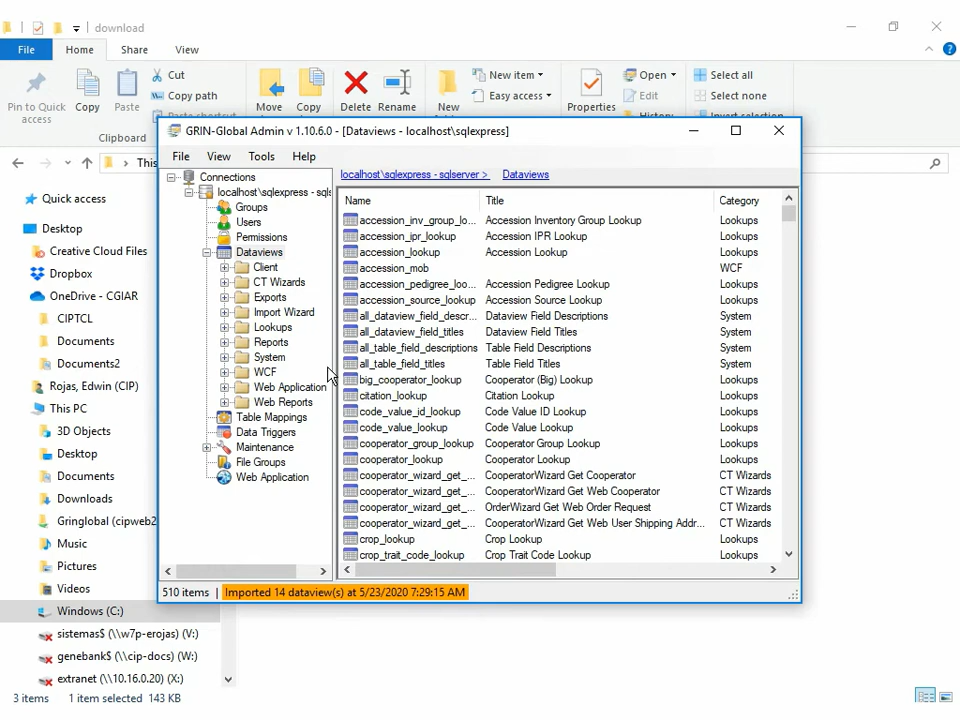 download
File Home Share View
Pin to Quick access
Copy
Paste
Cut
Copy path
Clipboard
Move
Copy
Delete
Rename
New
New item
Easy access
Properties
Open
Edit
History
Select all
Select none
GRIN-Global Admin v 1.10.6.0 - [Dataviews - localhost\sqlexpress]
File View Tools Help
This
Quick access
Desktop
Creative Cloud Files
Dropbox
OneDrive - CGIAR
CIPTCL
Documents
Documents2
Rojas, Edwin (CIP)
This PC
3D Objects
Desktop
Documents
Downloads
Gringlobal (cipweb2
Music
Pictures
Videos
Windows (C:)
sistemas$ (\\w7-erojas) (V:)
genebank$ (\\cip-docs) (W:)
extranet (\\10.16.0.20) (X:)
3 items 1 item selected 143 KB
Connections
localhost\sqlexpress - sqls
Groups
Users
Permissions
Dataviews
Client
CT Wizards
Exports
Import Wizard
Lookups
Reports
System
WCF
Web Application
Web Reports
Table Mappings
Data Triggers
Maintenance
File Groups
Web Application
localhost\sqlexpress - sqlserver > Dataviews
Name Title Category
accession_inv_group_lo... Accession Inventory Group Lookup Lookups
accession_ipr_lookup Accession IPR Lookup Lookups
accession_lookup Accession Lookup Lookups
accession_mob WCF
accession_pedigree_loo... Accession Pedigree Lookup Lookups
accession_source_lookup Accession Source Lookup Lookups
all_dataview_field_descr... Dataview Field Descriptions System
all_dataview_field_titles Dataview Field Titles System
all_table_field_descriptions Table Field Descriptions System
all_table_field_titles Table Field Titles System
big_cooperator_lookup Cooperator (Big) Lookup Lookups
citation_lookup Citation Lookup Lookups
code_value_id_lookup Code Value ID Lookup Lookups
code_value_lookup Code Value Lookup Lookups
cooperator_group_lookup Cooperator Group Lookup Lookups
cooperator_lookup Cooperator Lookup Lookups
cooperator_wizard_get_... CooperatorWizard Get Cooperator CT Wizards
cooperator_wizard_get_... CooperatorWizard Get Web Cooperator CT Wizards
cooperator_wizard_get_... OrderWizard Get Web Order Request CT Wizards
cooperator_wizard_get_... CooperatorWizard Get Web User Shipping Addr... CT Wizards
crop_lookup Crop Lookup Lookups
crop_trait_code_lookup Crop Trait Code Lookup Lookups
510 items Imported 14 dataview(s) at 5/23/2020 7:29:15 AM